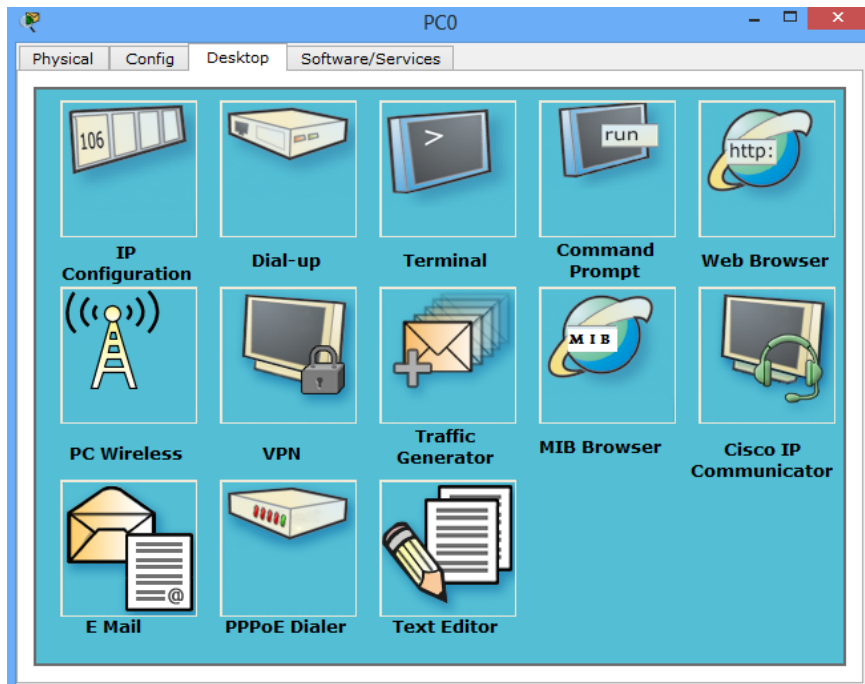 PC0
Physical Config Desktop Software/Services
106
>
run
http:
IP
Configuration
Dial-up
Terminal
Command
Prompt
Web Browser
MIB
PC Wireless
VPN
Traffic
Generator
MIB Browser
Cisco IP
Communicator
@
E Mail
PPPoE Dialer
Text Editor